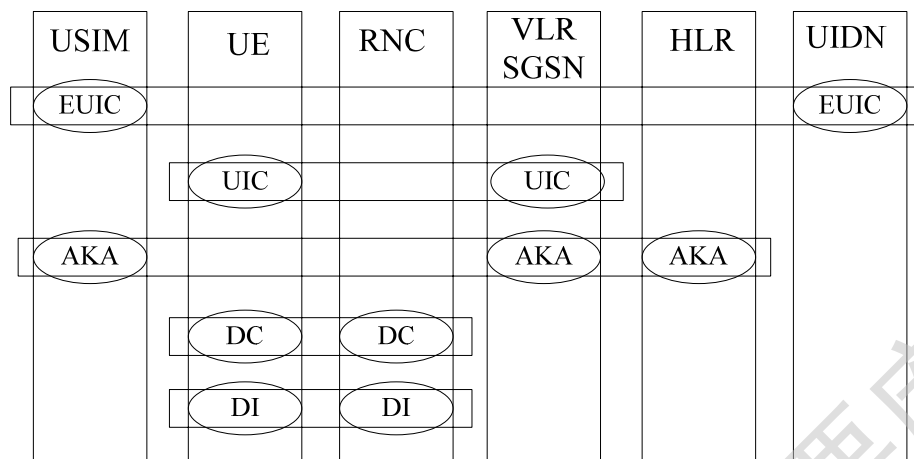 USIM
UE
RNC
VLR
SGSN
HLR
UIDN
EUIC
EUIC
UIC
UIC
AKA
AKA
AKA
DC
DC
DI
DI